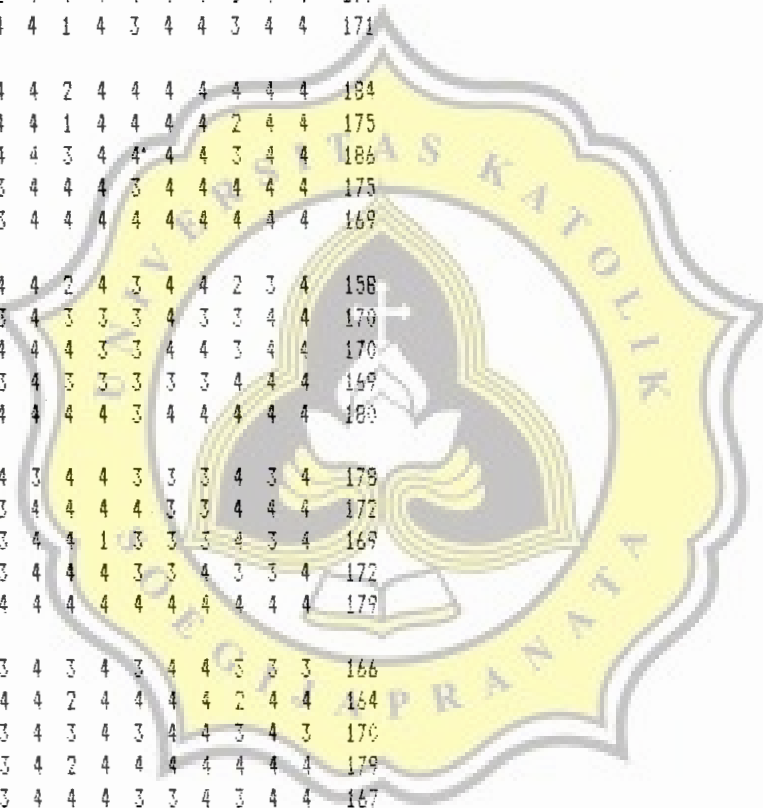 4 4 1 4 3 4 4 3 4 4 171
4 4 2 4 4 4 4 4 4 4 184
4 4 1 4 4 4 4 2 4 4 175
4 4 3 4 4 4 4 3 4 4 186
3 4 4 4 3 4 4 4 4 4 175
3 4 4 4 4 4 4 4 4 4 169
4 4 2 4 3 4 4 2 3 4 158
3 4 3 3 3 4 3 3 4 4 170
4 4 4 3 3 4 4 3 4 4 170
3 4 3 3 3 3 3 4 4 4 169
4 4 4 4 3 4 4 4 4 4 180
4 3 4 4 3 3 3 4 3 4 178
3 4 4 4 4 3 3 4 4 4 172
3 4 4 1 3 3 3 4 3 4 169
3 4 4 4 3 3 4 3 3 4 172
4 4 4 4 4 4 4 4 4 4 179
3 4 3 4 3 4 4 3 3 3 166
4 4 2 4 4 4 4 2 4 4 164
3 4 3 4 3 4 4 3 4 3 170
3 4 2 4 4 4 4 4 4 4 179
3 4 4 4 3 3 4 3 4 4 167
UNIVERSITAS KATOLIK
SOEGIJAPRANATA